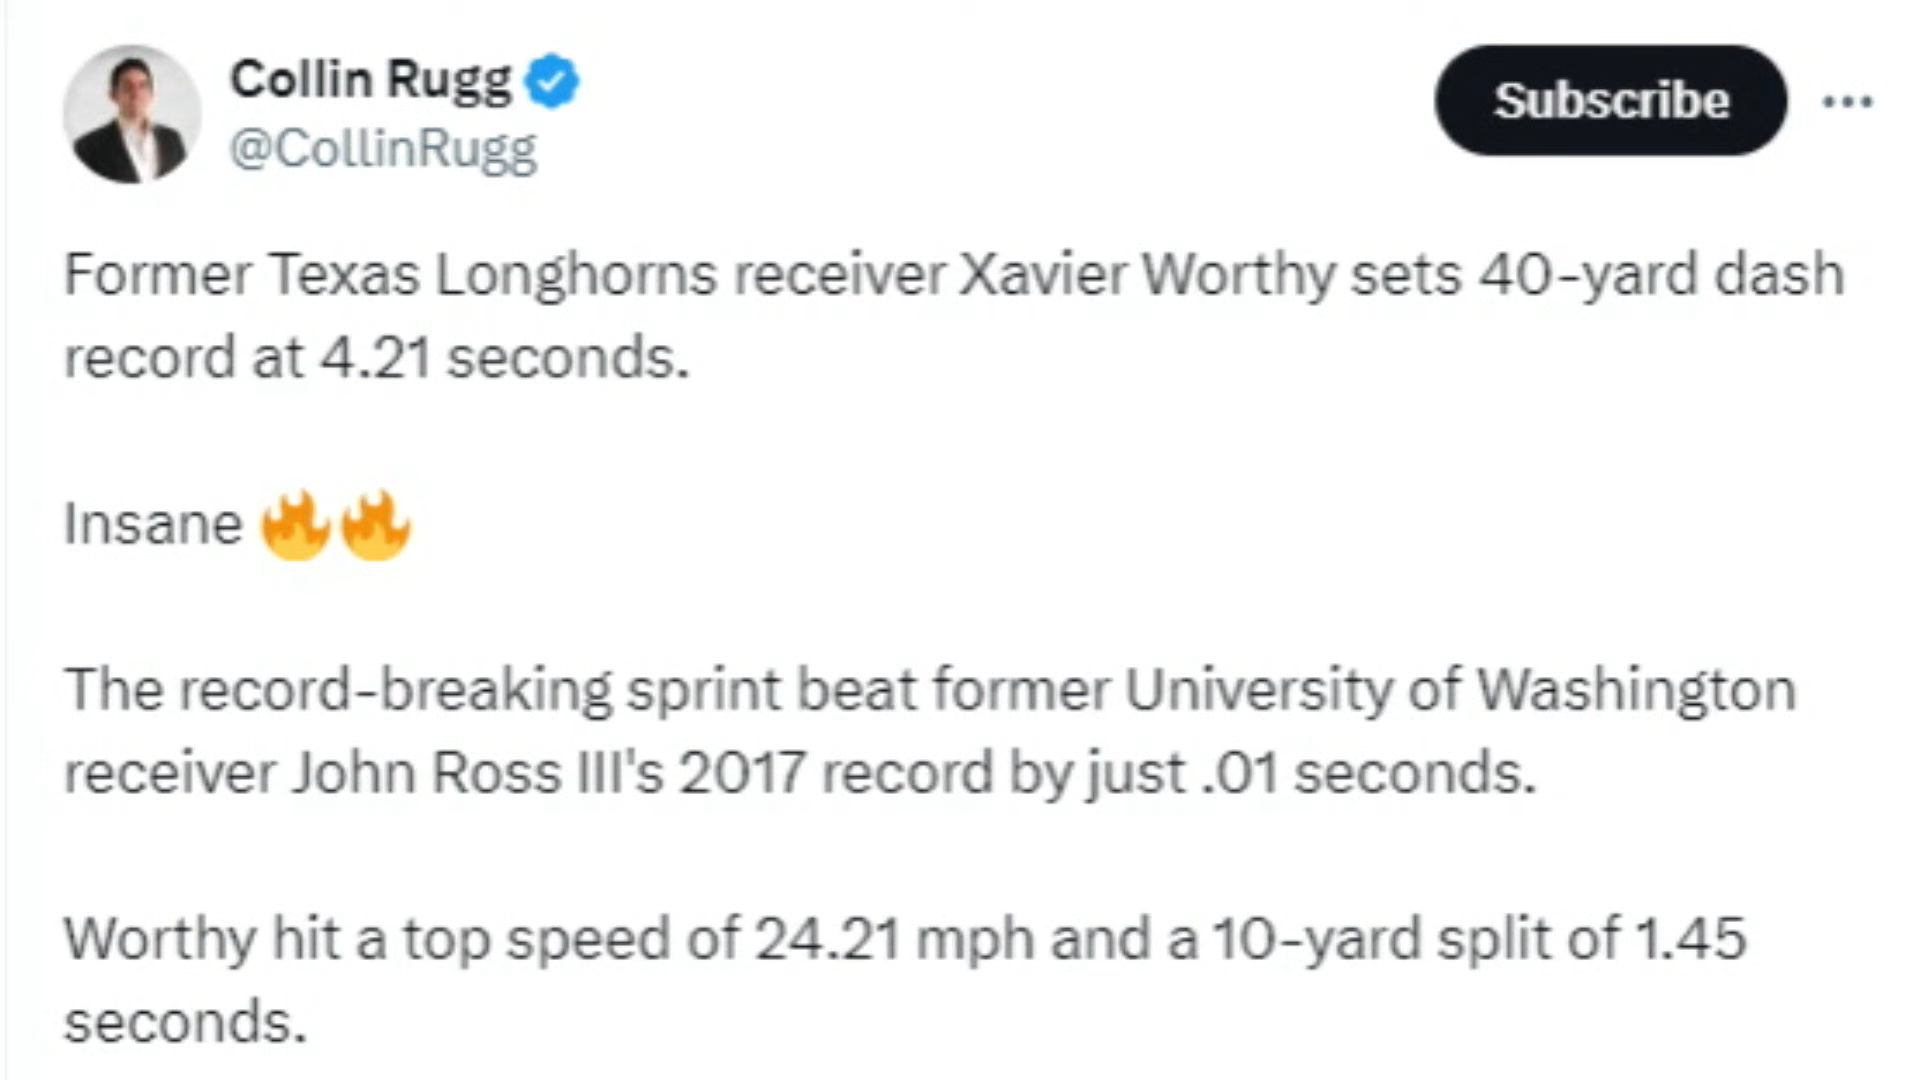 Collin Rugg
@CollinRugg
Subscribe
Former Texas Longhorns receiver Xavier Worthy sets 40-yard dash
record at 4.21 seconds.
Insane 🔥🔥
The record-breaking sprint beat former University of Washington
receiver John Ross III's 2017 record by just .01 seconds.
Worthy hit a top speed of 24.21 mph and a 10-yard split of 1.45
seconds.